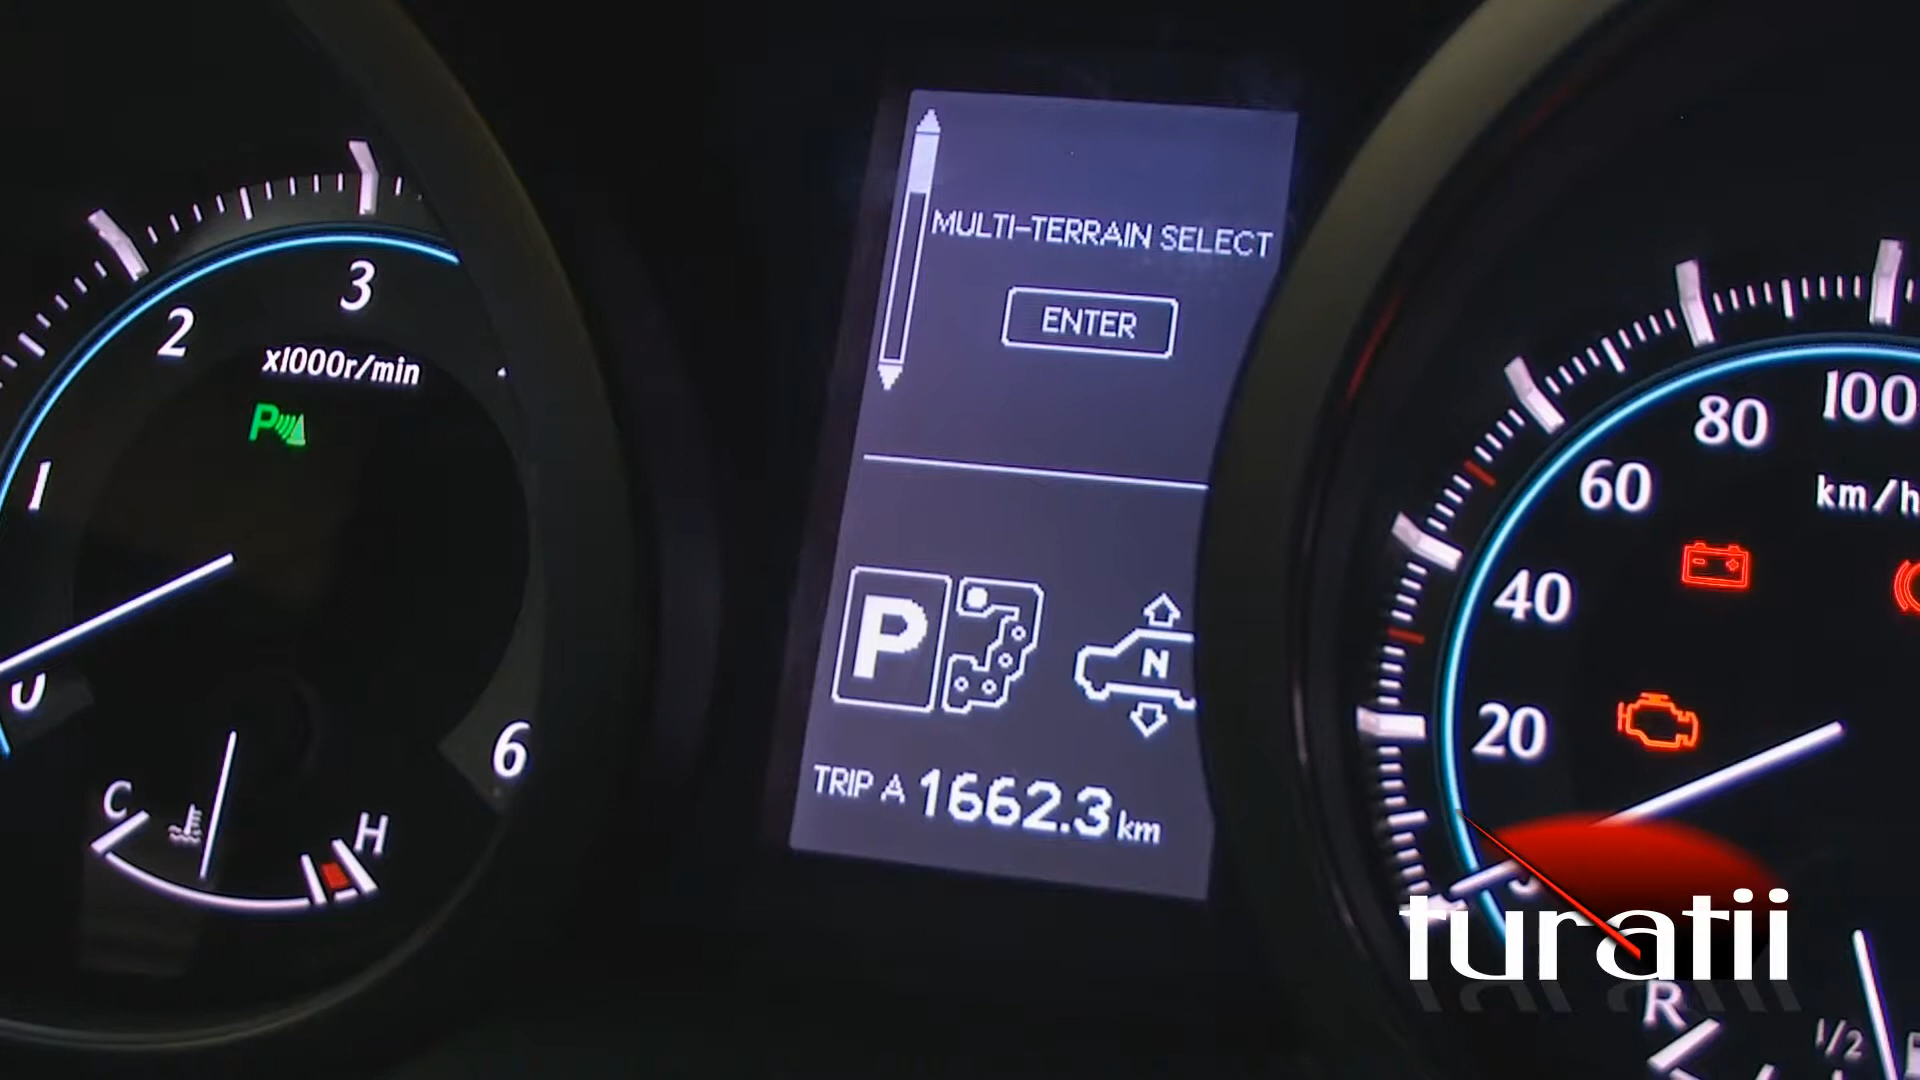 MULTI-TERRAIN SELECT
ENTER
P
N
TRIP A 1662.3 km
0
1
2
3
6
x1000r/min
P
C
H
20
40
60
80
100
km/h
turatii
R
1/2